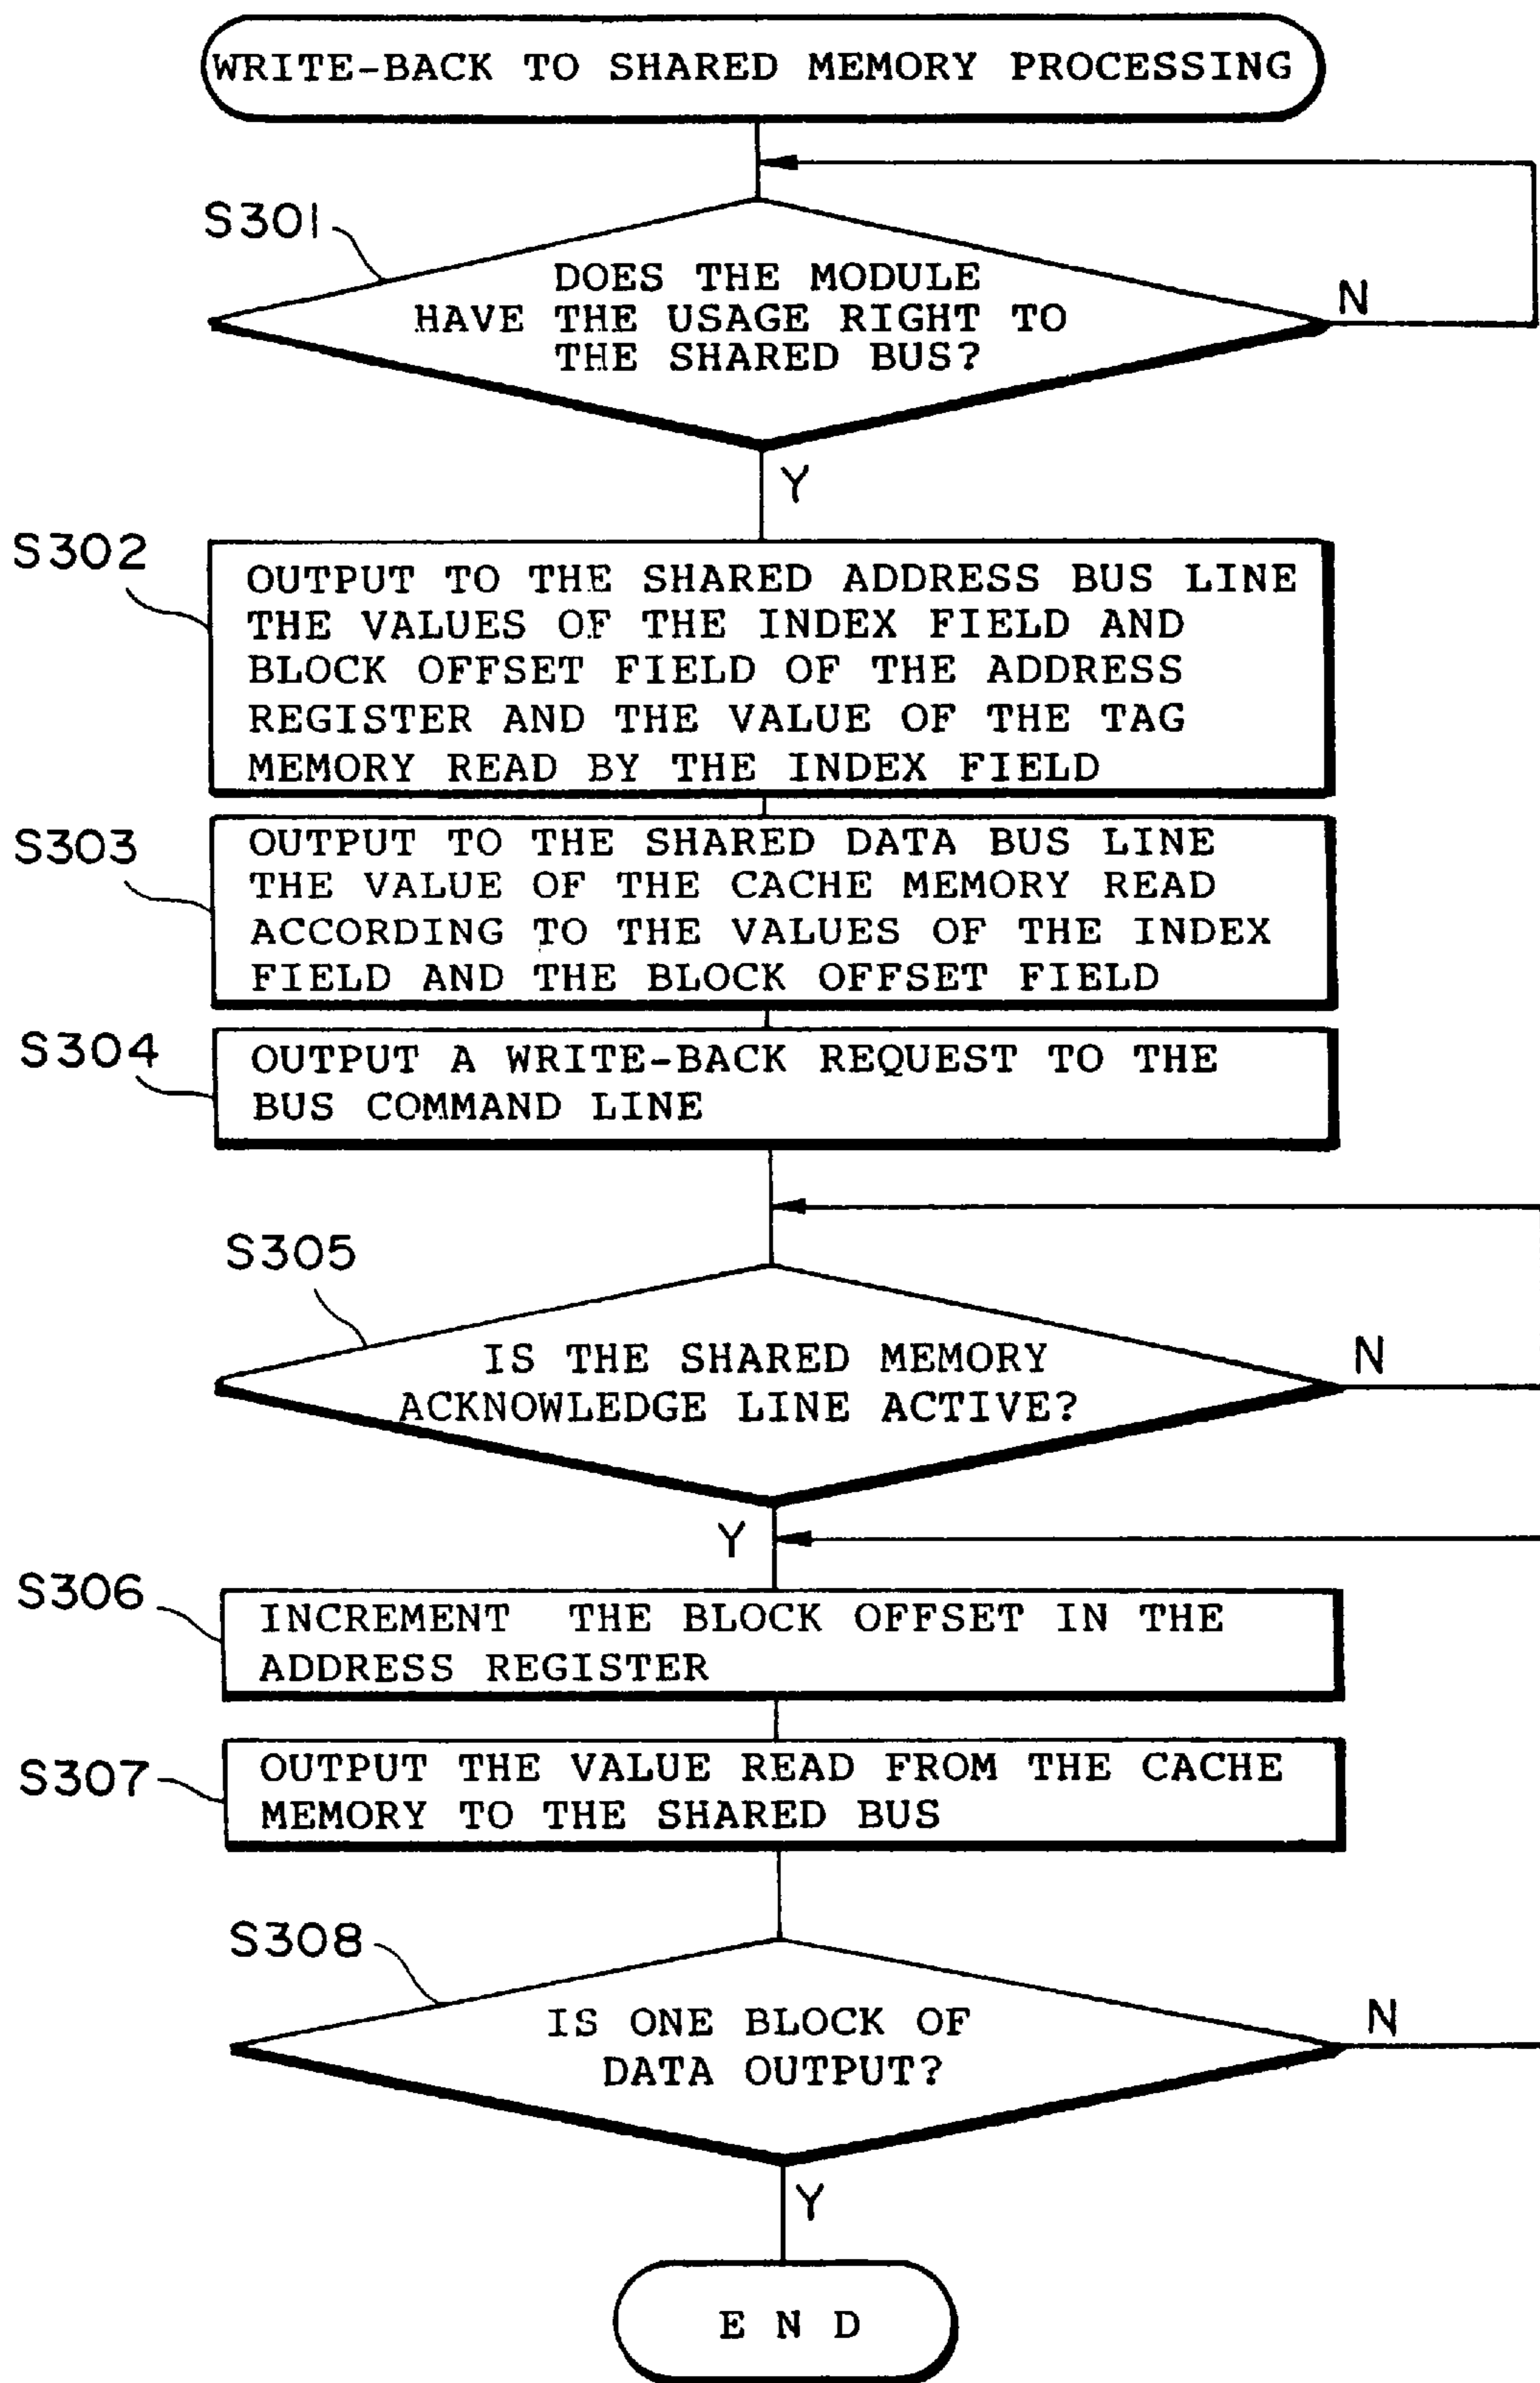 WRITE-BACK TO SHARED MEMORY PROCESSING
S301
DOES THE MODULE
HAVE THE USAGE RIGHT TO
THE SHARED BUS?
N
Y
S302
OUTPUT TO THE SHARED ADDRESS BUS LINE
THE VALUES OF THE INDEX FIELD AND
BLOCK OFFSET FIELD OF THE ADDRESS
REGISTER AND THE VALUE OF THE TAG
MEMORY READ BY THE INDEX FIELD
S303
OUTPUT TO THE SHARED DATA BUS LINE
THE VALUE OF THE CACHE MEMORY READ
ACCORDING TO THE VALUES OF THE INDEX
FIELD AND THE BLOCK OFFSET FIELD
S304
OUTPUT A WRITE-BACK REQUEST TO THE
BUS COMMAND LINE
S305
IS THE SHARED MEMORY
ACKNOWLEDGE LINE ACTIVE?
N
Y
S306
INCREMENT THE BLOCK OFFSET IN THE
ADDRESS REGISTER
S307
OUTPUT THE VALUE READ FROM THE CACHE
MEMORY TO THE SHARED BUS
S308
IS ONE BLOCK OF
DATA OUTPUT?
N
Y
END